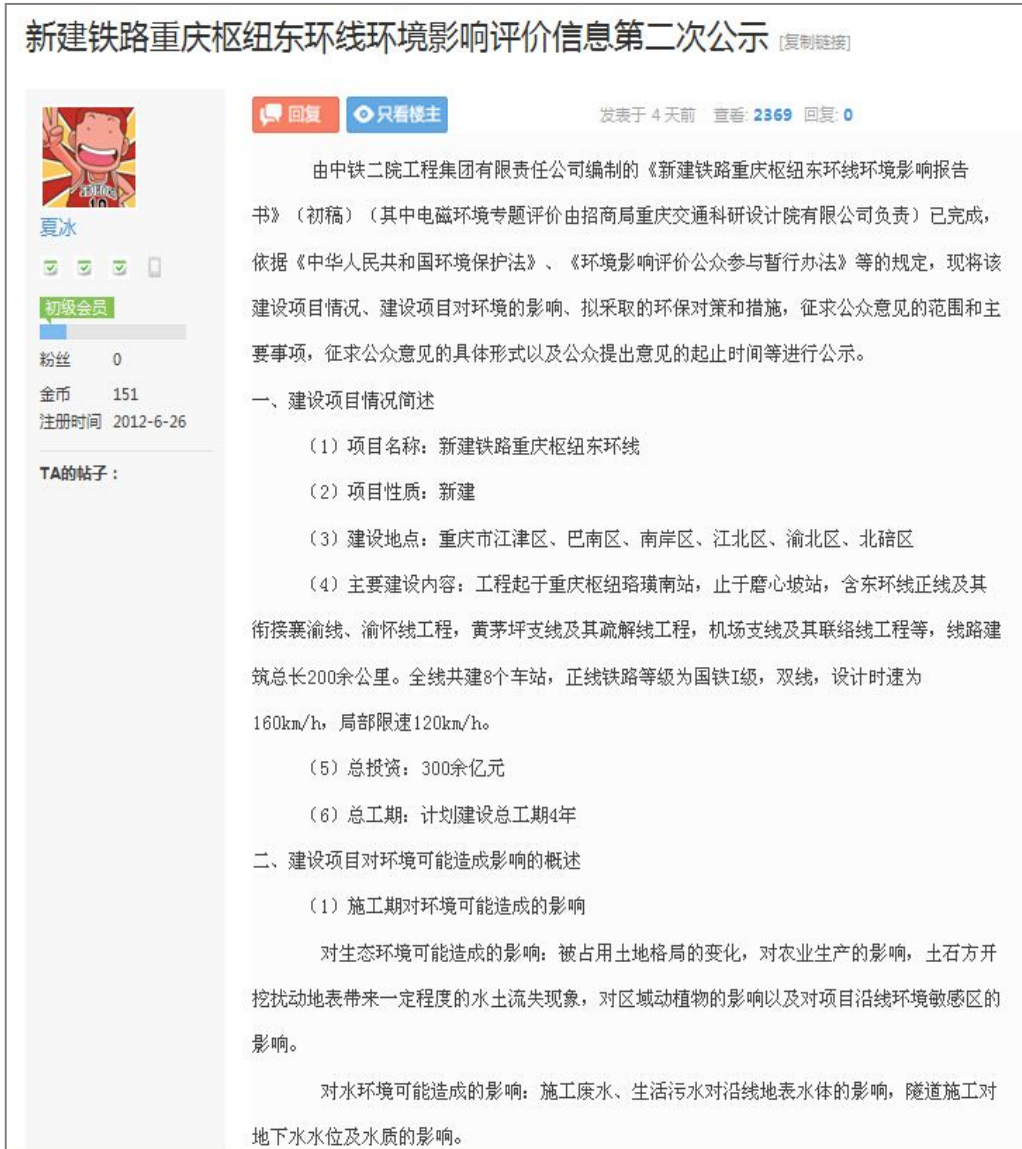 新建铁路重庆枢纽东环线环境影响评价信息第二次公示 [复制链接]
回复 只看楼主 发表于 4 天前 查看: 2369 回复: 0
夏冰
初级会员
粉丝 0
金币 151
注册时间 2012-6-26
TA的帖子：
由中铁二院工程集团有限责任公司编制的《新建铁路重庆枢纽东环线环境影响报告
书》（初稿）（其中电磁环境专题评价由招商局重庆交通科研设计院有限公司负责）已完成，
依据《中华人民共和国环境保护法》、《环境影响评价公众参与暂行办法》等的规定，现将该
建设项目情况、建设项目对环境的影响、拟采取的环保对策和措施，征求公众意见的范围和主
要事项，征求公众意见的具体形式以及公众提出意见的起止时间等进行公示。
一、建设项目情况简述
（1）项目名称：新建铁路重庆枢纽东环线
（2）项目性质：新建
（3）建设地点：重庆市江津区、巴南区、南岸区、江北区、渝北区、北碚区
（4）主要建设内容：工程起于重庆枢纽珞璜南站，止于磨心坡站，含东环线正线及其
衔接襄渝线、渝怀线工程，黄茅坪支线及其疏解线工程，机场支线及其联络线工程等，线路建
筑总长200余公里。全线共建8个车站，正线铁路等级为国铁I级，双线，设计时速为
160km/h，局部限速120km/h。
（5）总投资：300余亿元
（6）总工期：计划建设总工期4年
二、建设项目对环境可能造成影响的概述
（1）施工期对环境可能造成的影响
对生态环境可能造成的影响：被占用土地格局的变化，对农业生产的影响，土石方开
挖扰动地表带来一定程度的水土流失现象，对区域动植物的影响以及对项目沿线环境敏感区的
影响。
对水环境可能造成的影响：施工废水、生活污水对沿线地表水体的影响，隧道施工对
地下水水位及水质的影响。